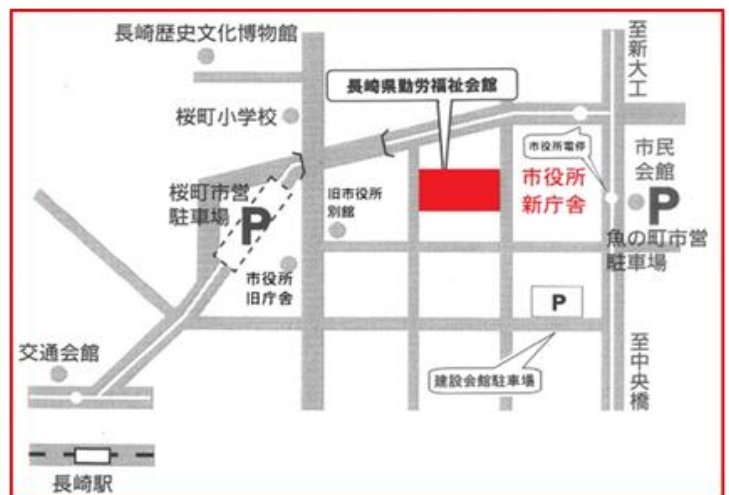 長崎歴史文化博物館
至新大工
長崎県勤労福祉会館
桜町小学校
市役所電停
市民
会館
P
桜町市営
駐車場
P
旧市役所
別館
市役所
新庁舎
魚の町市営
駐車場
市役所
旧庁舎
P
交通会館
建設会館駐車場
至中央橋
長崎駅